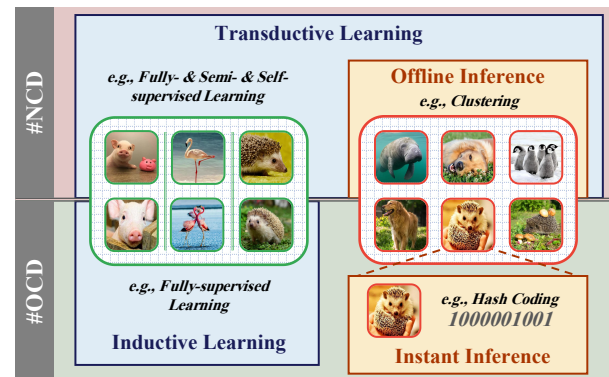 Transductive Learning
#NCD
e.g., Fully- & Semi- & Self-
supervised Learning
Offline Inference
e.g., Clustering
#OCD
e.g., Fully-supervised
Learning
Inductive Learning
e.g., Hash Coding
1000001001
Instant Inference